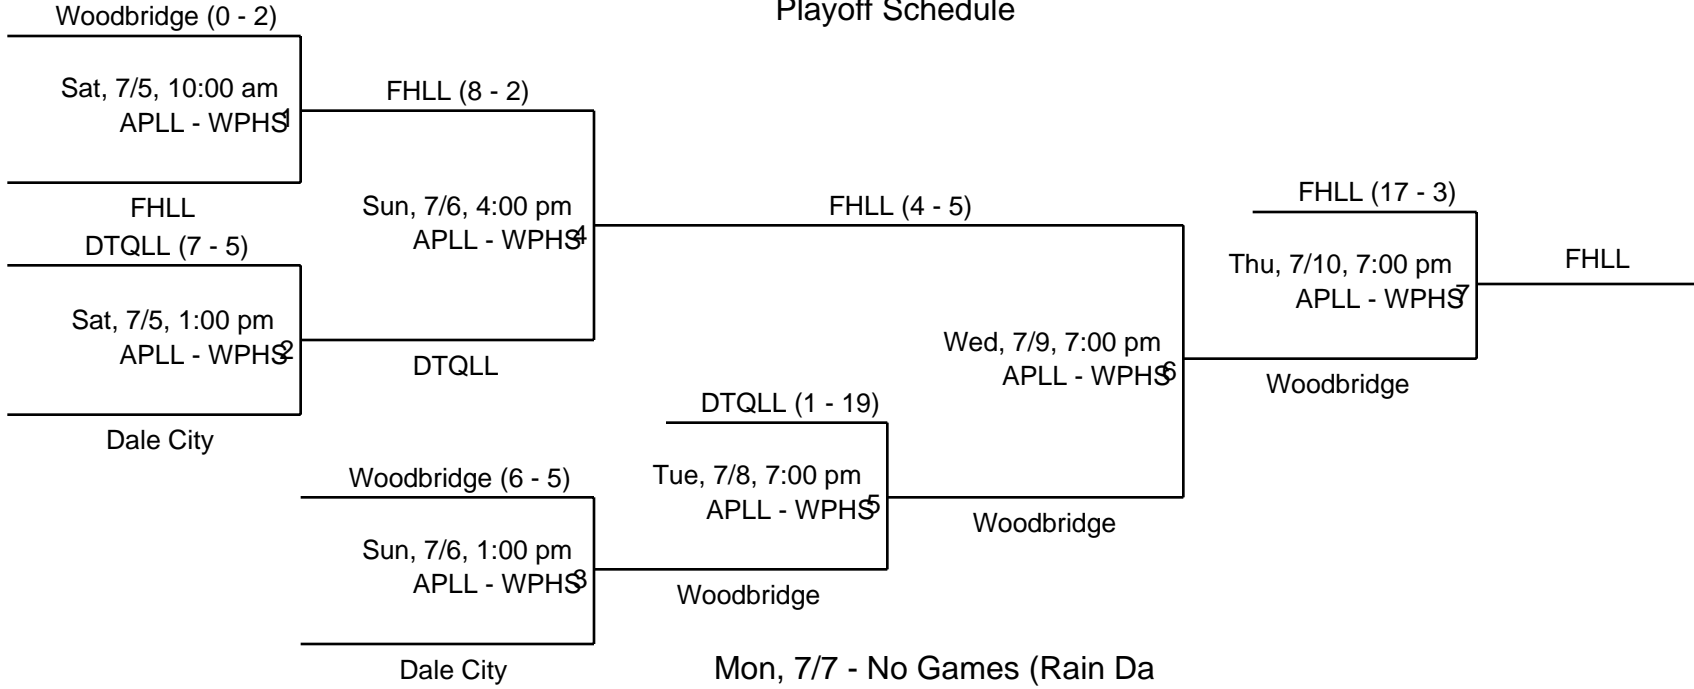 Playoff Schedule
Woodbridge (0 - 2)
Sat, 7/5, 10:00 am
APLL - WPHS 1
FHLL
FHLL (8 - 2)
Sun, 7/6, 4:00 pm
APLL - WPHS 4
DTQLL
DTQLL (7 - 5)
Sat, 7/5, 1:00 pm
APLL - WPHS 2
Dale City
FHLL (4 - 5)
Wed, 7/9, 7:00 pm
APLL - WPHS 6
Woodbridge
FHLL (17 - 3)
Thu, 7/10, 7:00 pm
APLL - WPHS 7
Woodbridge
FHLL
DTQLL (1 - 19)
Tue, 7/8, 7:00 pm
APLL - WPHS 5
Woodbridge
Woodbridge (6 - 5)
Sun, 7/6, 1:00 pm
APLL - WPHS 3
Dale City
Mon, 7/7 - No Games (Rain Da